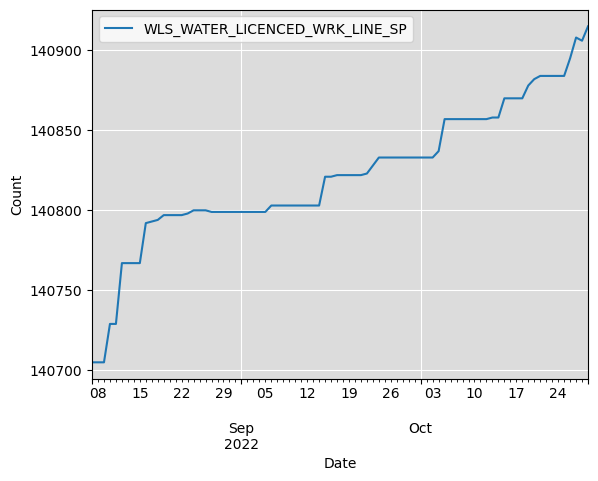 WLS_WATER_LICENCED_WRK_LINE_SP
140900
140850
140800
140750
140700
Count
08 15 22 29 05 12 19 26 03 10 17 24
Sep Oct
2022
Date